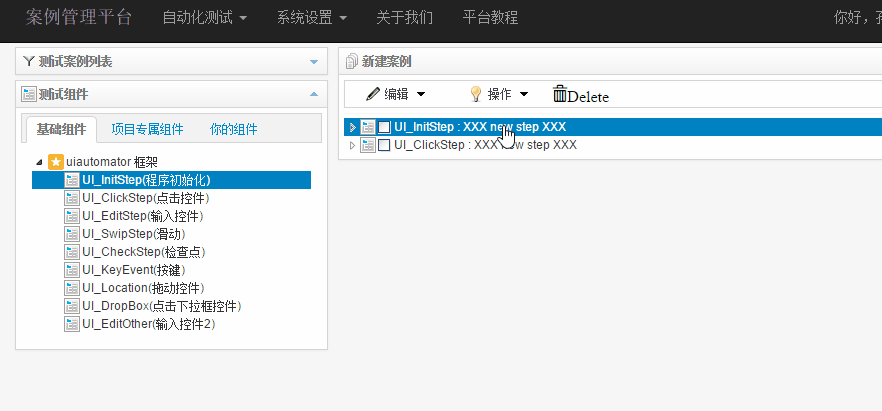 案例管理平台 自动化测试 系统设置 关于我们 平台教程 你好，
测试案例列表
测试组件
基础组件 项目专属组件 你的组件
uiautomator 框架
UI_InitStep(程序初始化)
UI_ClickStep(点击控件)
UI_EditStep(输入控件)
UI_SwipStep(滑动)
UI_CheckStep(检查点)
UI_KeyEvent(按键)
UI_Location(拖动控件)
UI_DropBox(点击下拉框控件)
UI_EditOther(输入控件2)
新建案例
编辑 操作 Delete
UI_InitStep : XXX new step XXX
UI_ClickStep : XXX new step XXX